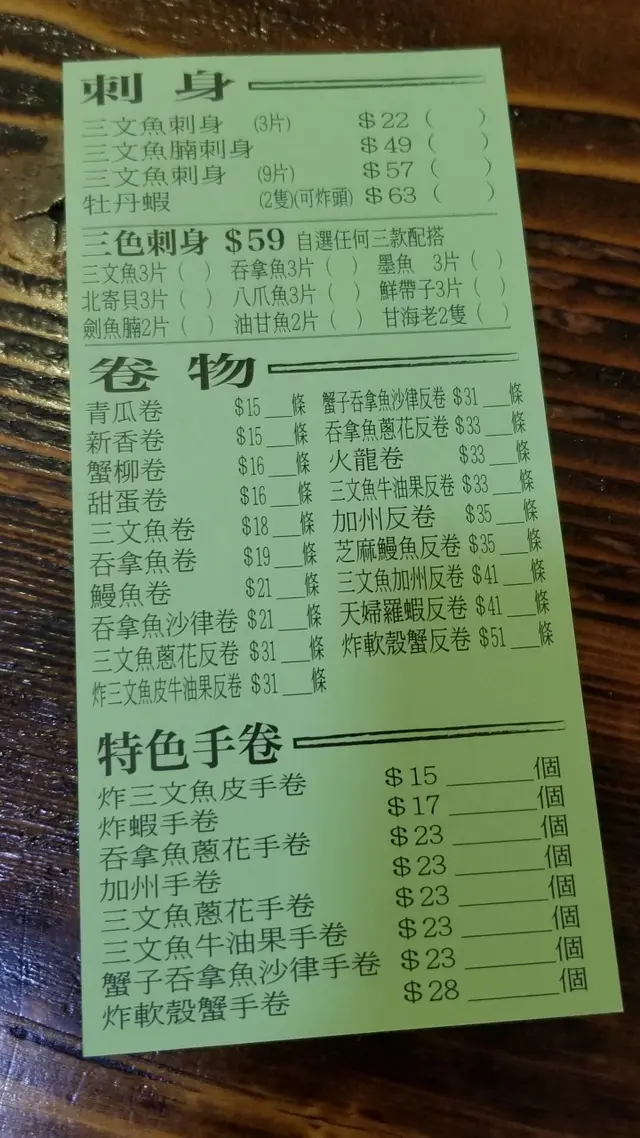 刺身
三文魚刺身 (3片) $22 ( )
三文魚腩刺身 $49 ( )
三文魚刺身 (9片) $57 ( )
牡丹蝦 (2隻)(可炸頭) $63 ( )
三色刺身 $59 自選任何三款配搭
三文魚3片 ( ) 吞拿魚3片 ( ) 墨魚 3片 ( )
北寄貝3片 ( ) 八爪魚3片 ( ) 鮮帶子3片 ( )
劍魚腩2片 ( ) 油甘魚2片 ( ) 甘海老2隻 ( )
卷物
青瓜卷 $15 __條 蟹子吞拿魚沙律反卷 $31 __條
新香卷 $15 __條 吞拿魚蔥花反卷 $33 __條
蟹柳卷 $16 __條 火龍卷 $33 __條
甜蛋卷 $16 __條 三文魚牛油果反卷 $33 __條
三文魚卷 $18 __條 加州反卷 $35 __條
吞拿魚卷 $19 __條 芝麻鰻魚反卷 $35 __條
鰻魚卷 $21 __條 三文魚加州反卷 $41 __條
吞拿魚沙律卷 $21 __條 天婦羅蝦反卷 $41 __條
三文魚蔥花反卷 $31 __條 炸軟殼蟹反卷 $51 __條
炸三文魚皮牛油果反卷 $31 __條
特色手卷
炸三文魚皮手卷 $15 ______個
炸蝦手卷 $17 ______個
吞拿魚蔥花手卷 $23 ______個
加州手卷 $23 ______個
三文魚蔥花手卷 $23 ______個
三文魚牛油果手卷 $23 ______個
蟹子吞拿魚沙律手卷 $23 ______個
炸軟殼蟹手卷 $28 ______個